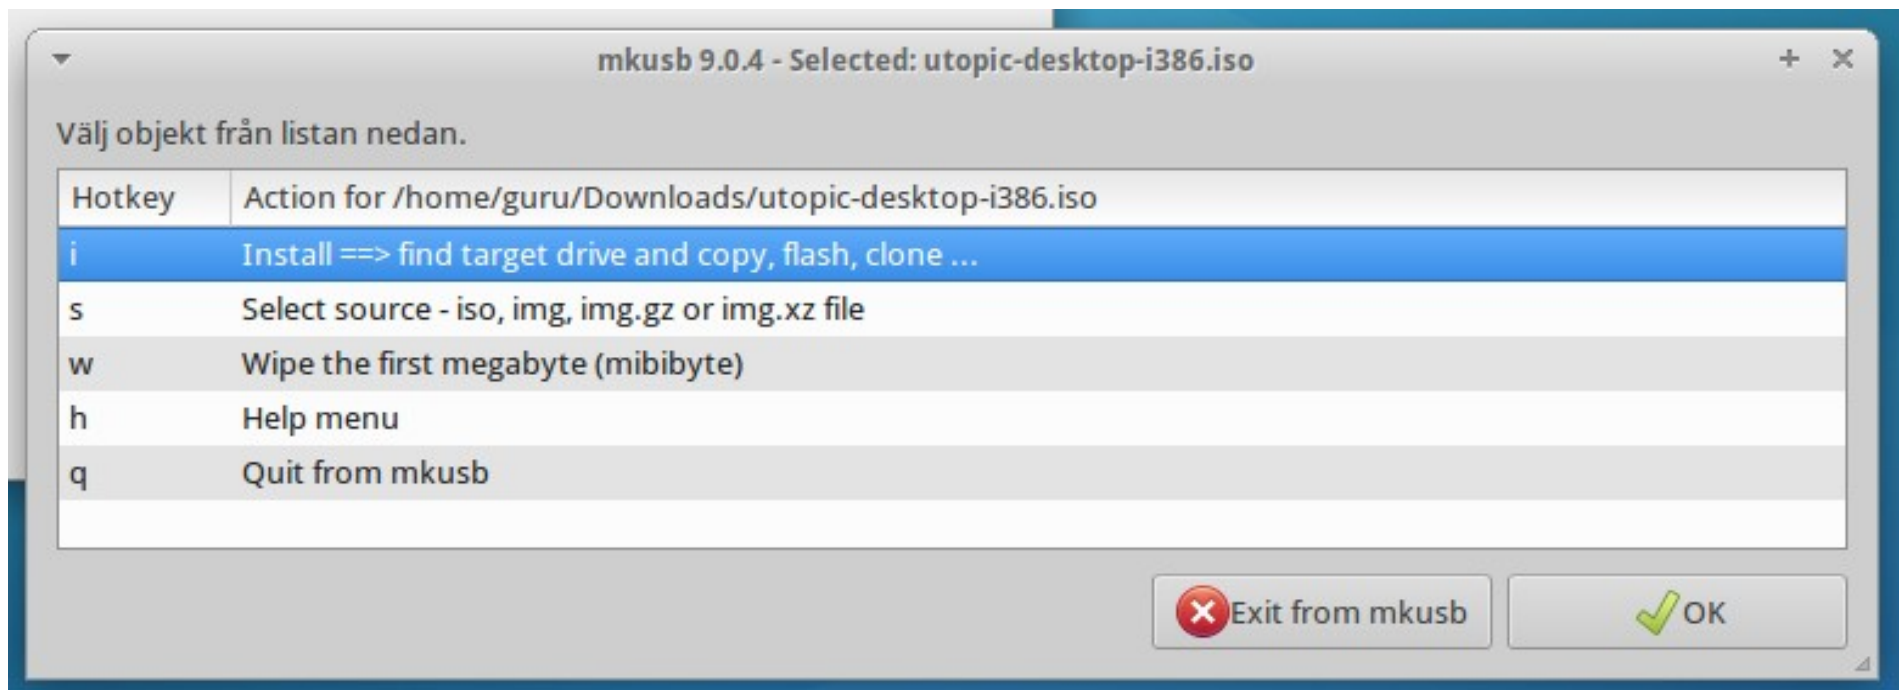 mkusb 9.0.4 - Selected: utopic-desktop-i386.iso
Välj objekt från listan nedan.
Hotkey Action for /home/guru/Downloads/utopic-desktop-i386.iso
i Install ==> find target drive and copy, flash, clone ...
s Select source - iso, img, img.gz or img.xz file
w Wipe the first megabyte (mibibyte)
h Help menu
q Quit from mkusb
Exit from mkusb OK